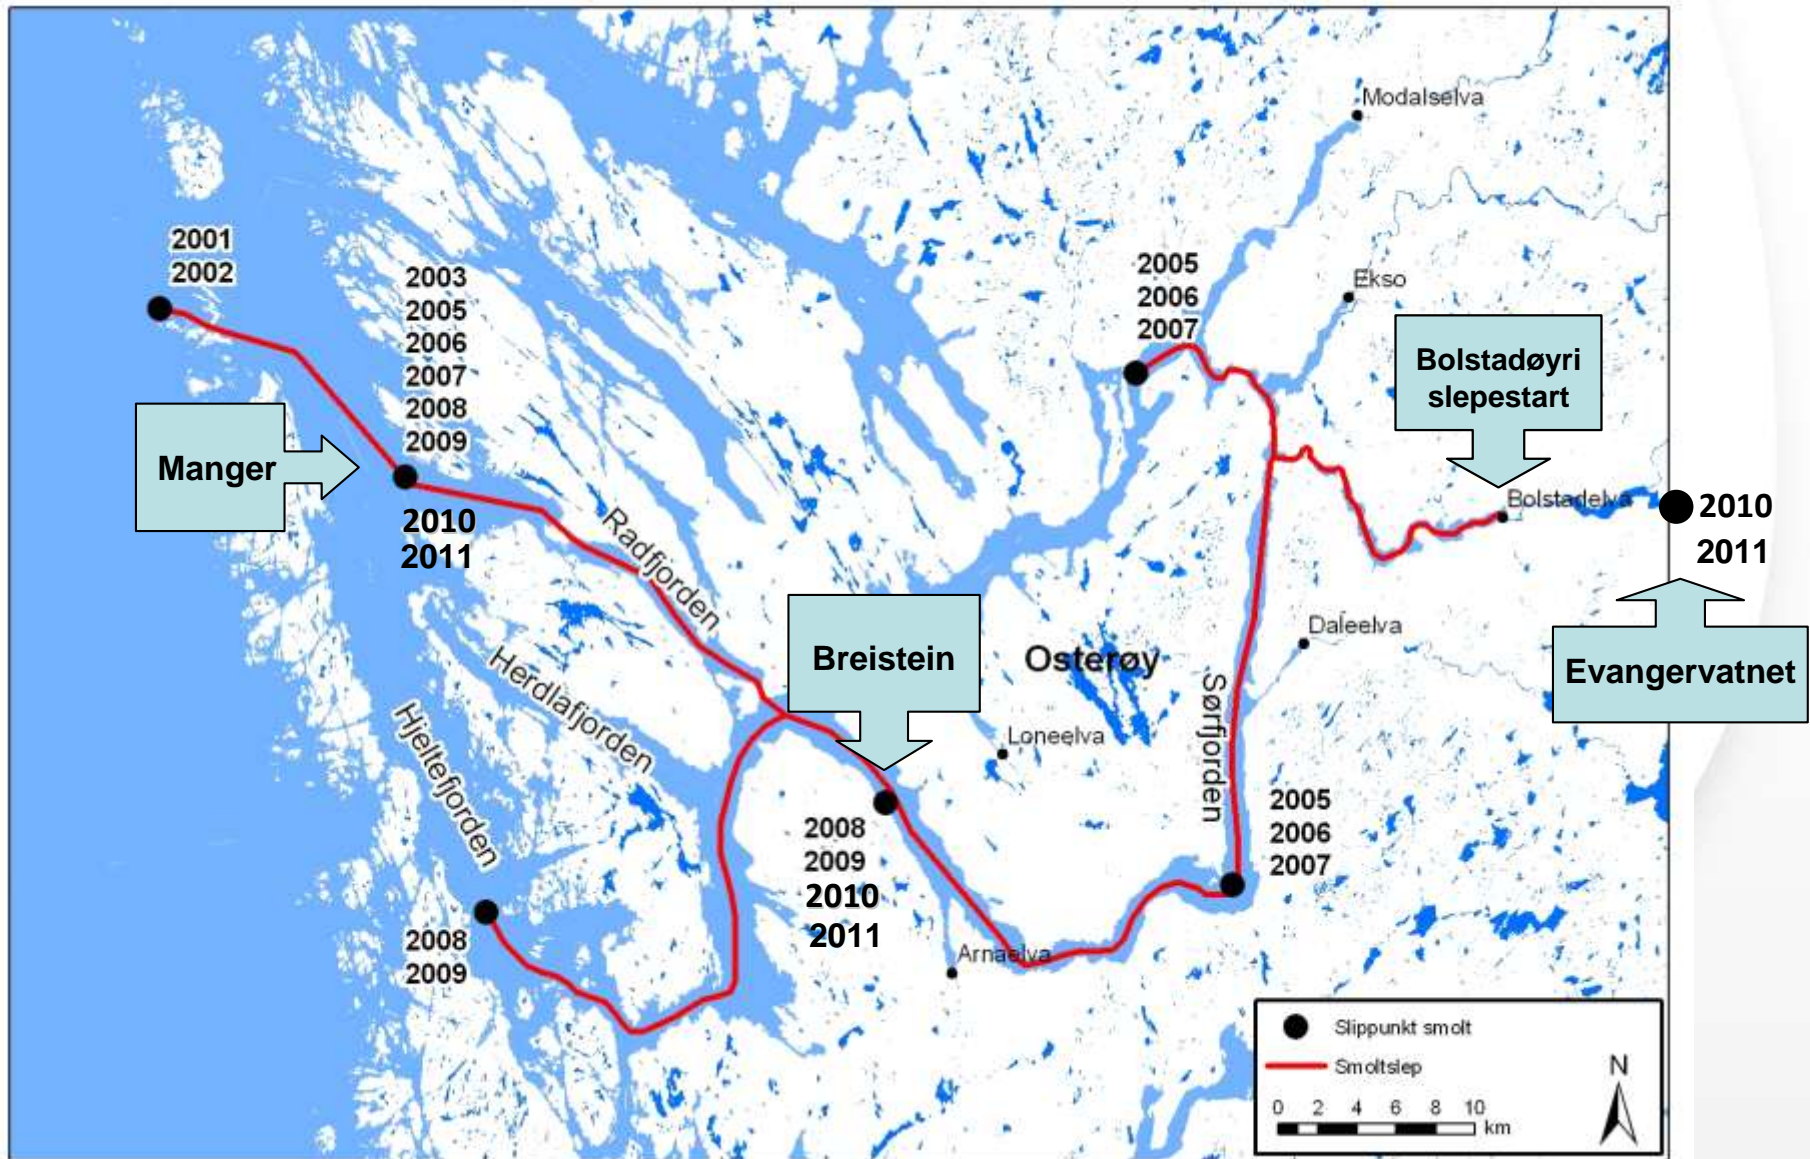 Modalselva
2001
2002
2003
2005
2006
2007
2008
2009
2005
2006
2007
Ekso
Bolstadøyri
slepestart
Manger
2010
2011
Bolstadelva
2010
2011
Radfjorden
Breistein
Osterøy
Daleelva
Evangervatnet
Herdlafjorden
Hjeltefjorden
Loneelva
Sørfjorden
2008
2009
2010
2011
2005
2006
2007
2008
2009
Arnaelva
Slippunkt smolt
Smoltslep
N
0 2 4 6 8 10
km